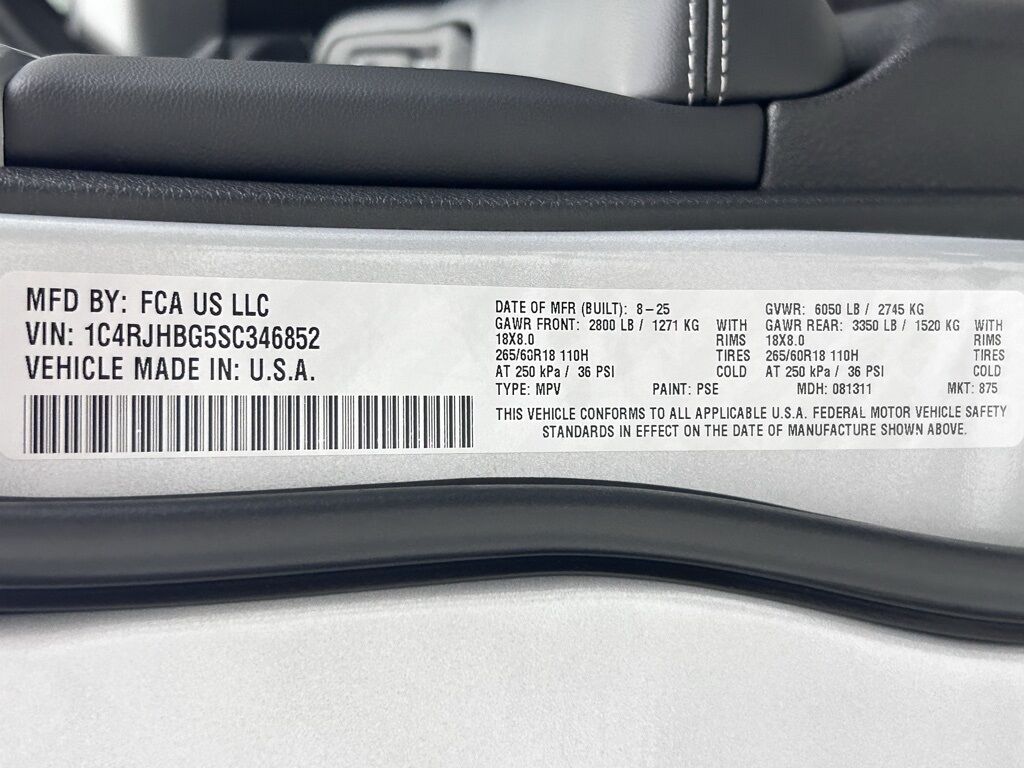 MFD BY: FCA US LLC
VIN: 1C4RJHBG5SC346852
VEHICLE MADE IN: U.S.A.
DATE OF MFR (BUILT): 8-25 GVWR: 6050 LB / 2745 KG
GAWR FRONT: 2800 LB / 1271 KG WITH GAWR REAR: 3350 LB / 1520 KG WITH
18X8.0 RIMS 18X8.0 RIMS
265/60R18 110H TIRES 265/60R18 110H TIRES
AT 250 kPa / 36 PSI COLD AT 250 kPa / 36 PSI COLD
TYPE: MPV PAINT: PSE MDH: 081311 MKT: 875
THIS VEHICLE CONFORMS TO ALL APPLICABLE U.S.A. FEDERAL MOTOR VEHICLE SAFETY
STANDARDS IN EFFECT ON THE DATE OF MANUFACTURE SHOWN ABOVE.